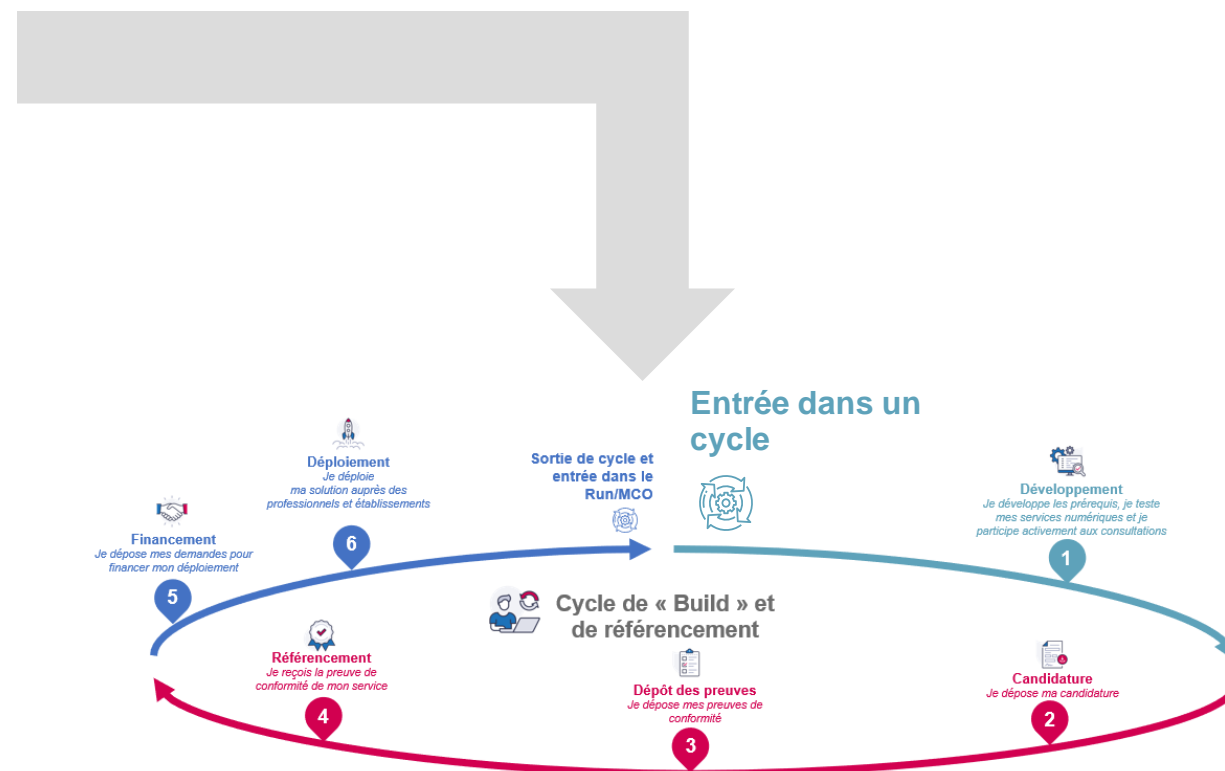 Entrée dans un
cycle
Sortie de cycle et
entrée dans le
Run/MCO
Développement
Je développe les prérequis, je teste
mes services numériques et je
participe activement aux consultations
1
Déploiement
Je déploie
ma solution auprès des
professionnels et établissements
6
Financement
Je dépose mes demandes pour
financer mon déploiement
5
Cycle de « Build » et
de référencement
Référencement
Je reçois la preuve de
conformité de mon service
4
Dépôt des preuves
Je dépose mes preuves de
conformité
3
Candidature
Je dépose ma candidature
2